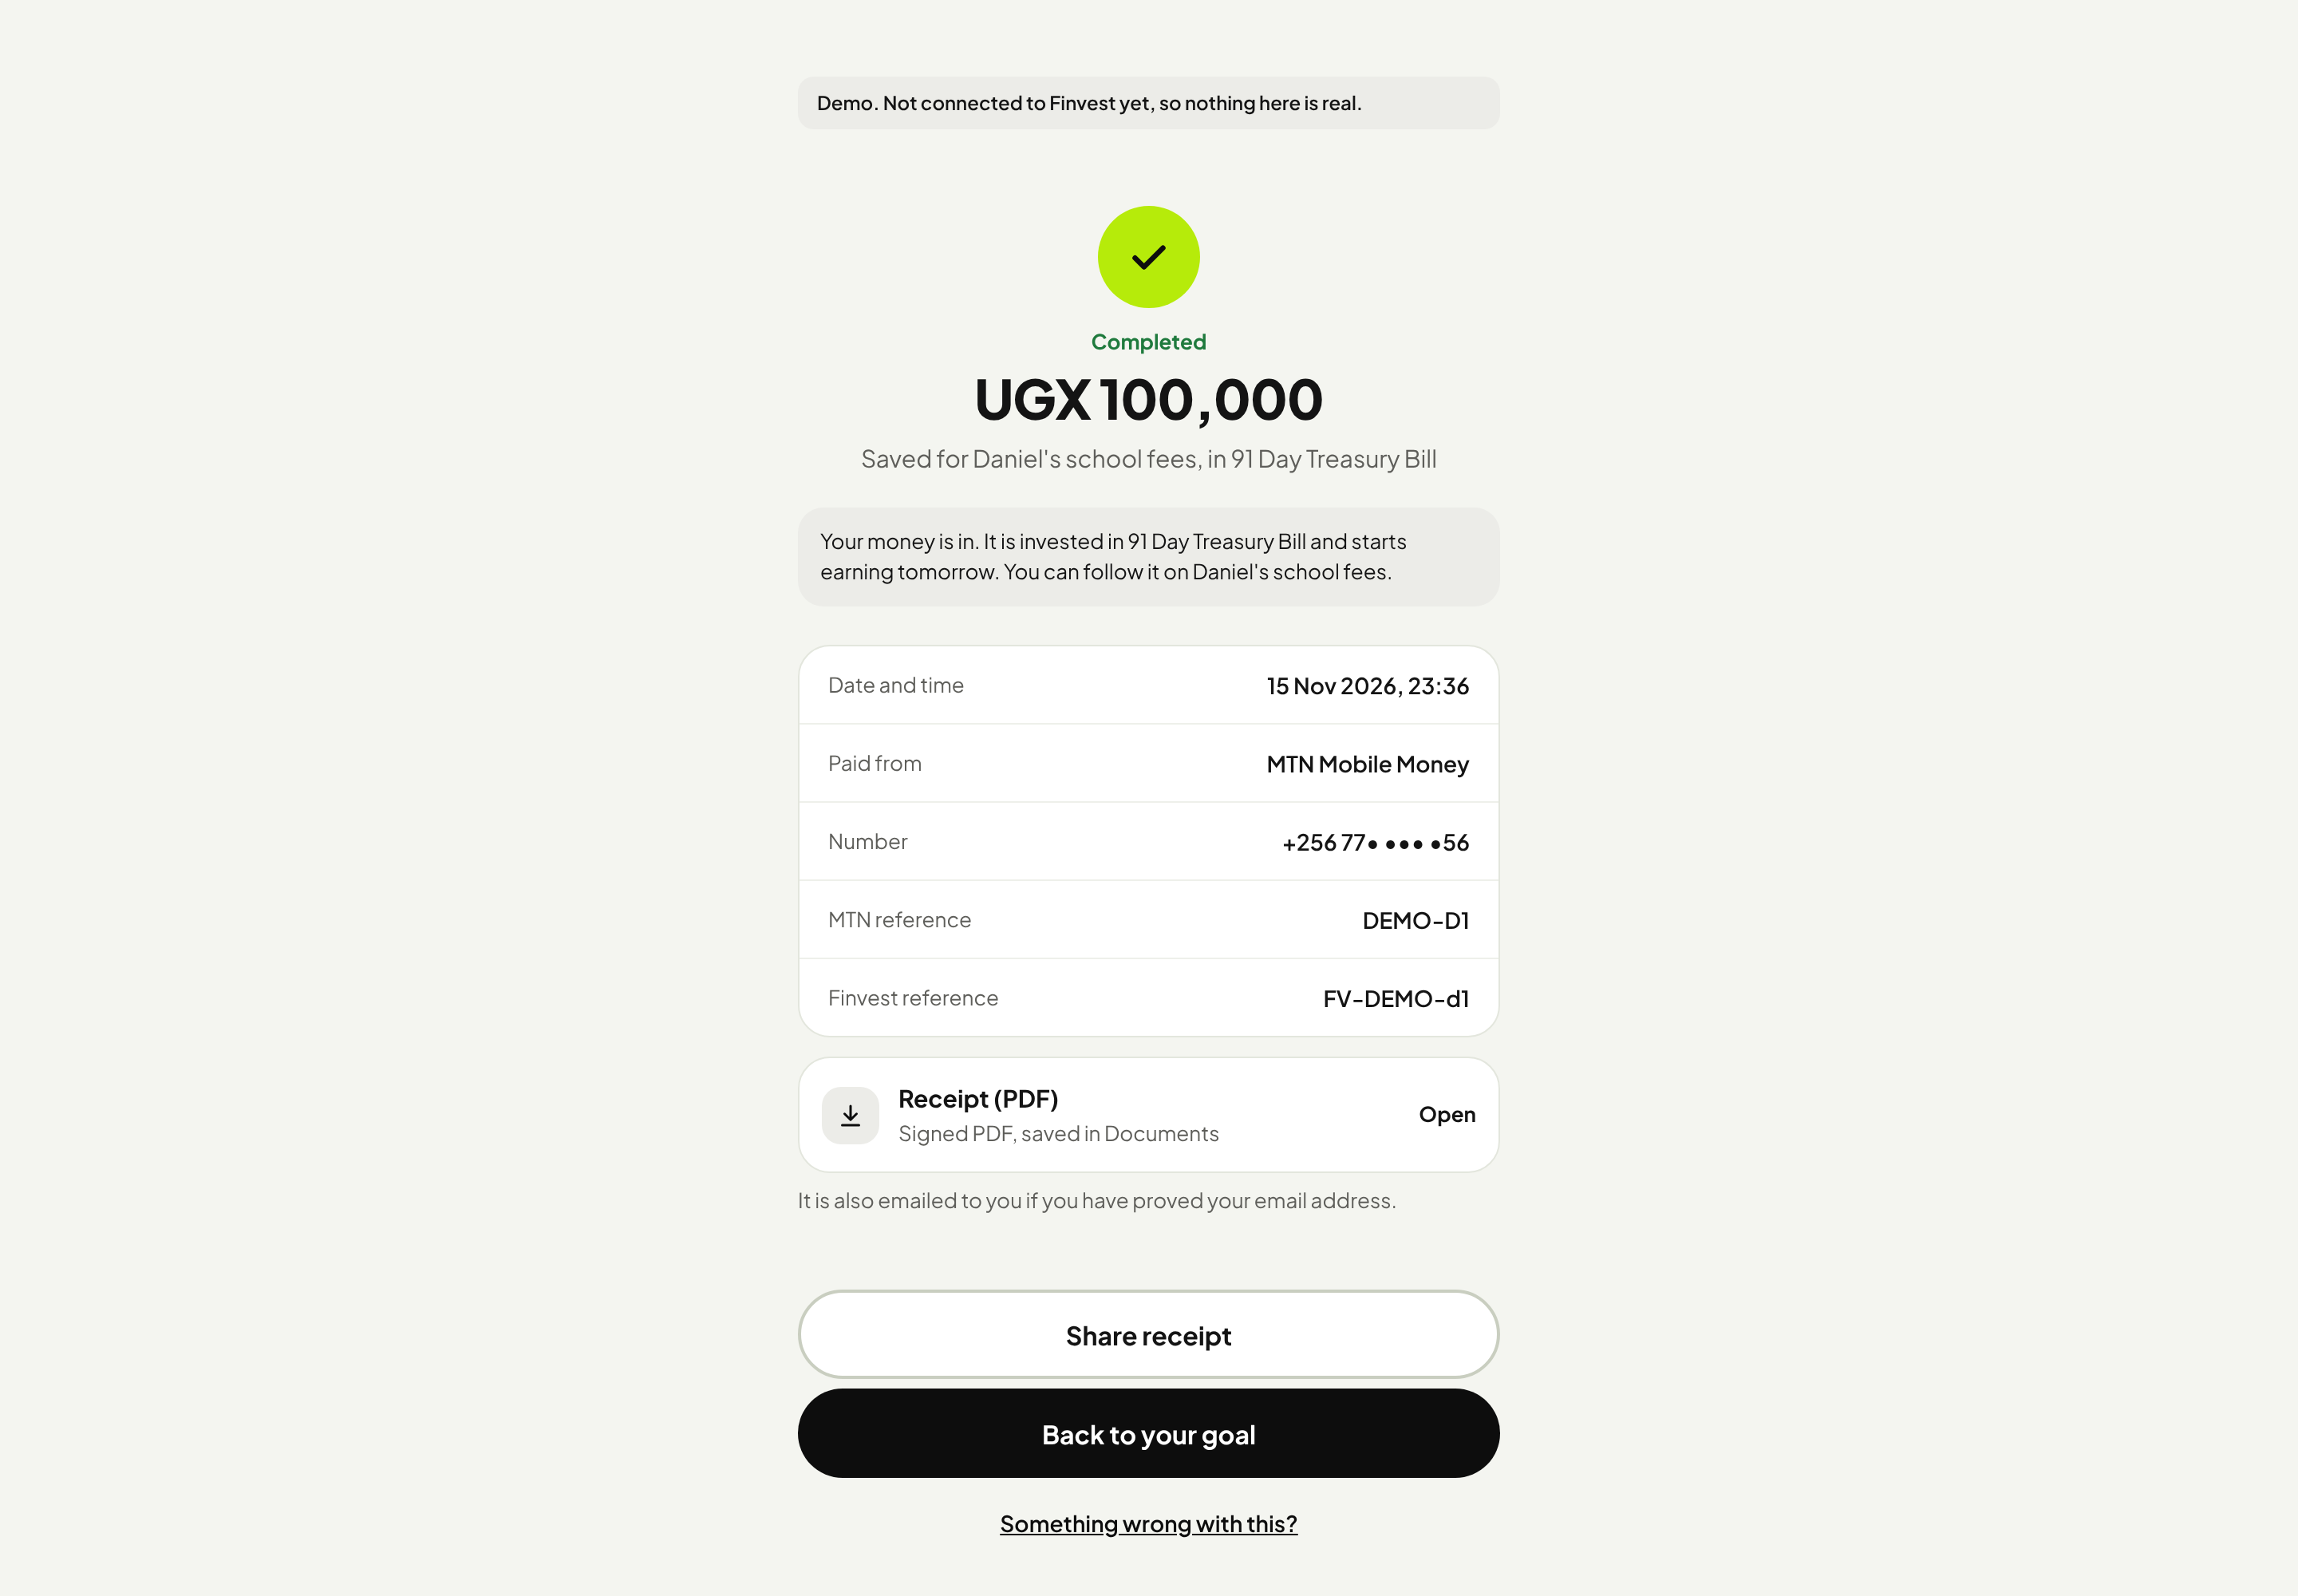 Demo. Not connected to Finvest yet, so nothing here is real.
Completed
UGX 100,000
Saved for Daniel's school fees, in 91 Day Treasury Bill
Your money is in. It is invested in 91 Day Treasury Bill and starts
earning tomorrow. You can follow it on Daniel's school fees.
Date and time 15 Nov 2026, 23:36
Paid from MTN Mobile Money
Number +256 77• ••• •56
MTN reference DEMO-D1
Finvest reference FV-DEMO-d1
Receipt (PDF)
Signed PDF, saved in Documents
Open
It is also emailed to you if you have proved your email address.
Share receipt
Back to your goal
Something wrong with this?